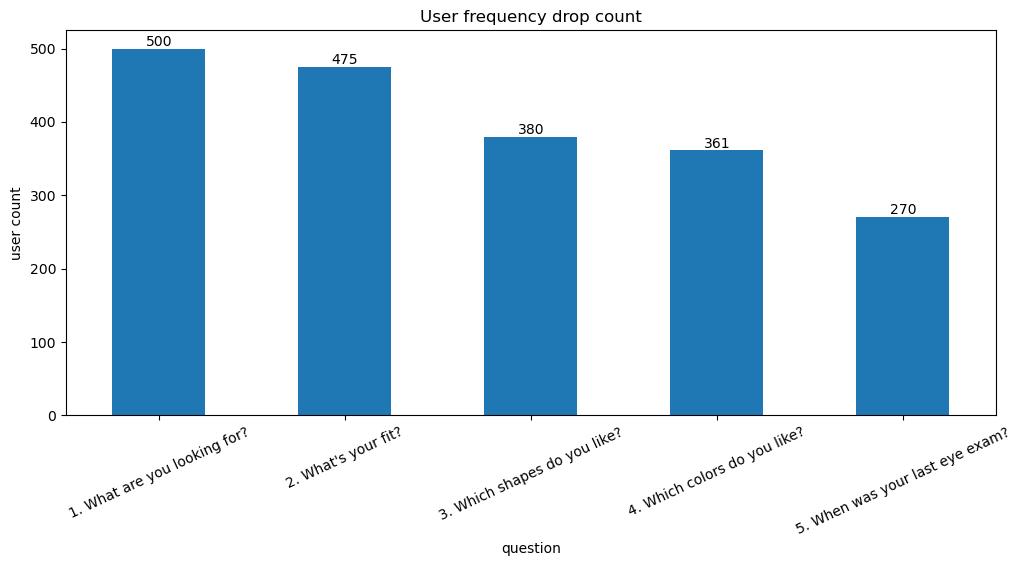 User frequency drop count
500
475
380
361
270
user count
500
400
300
200
100
0
1. What are you looking for?
2. What's your fit?
3. Which shapes do you like?
4. Which colors do you like?
5. When was your last eye exam?
question